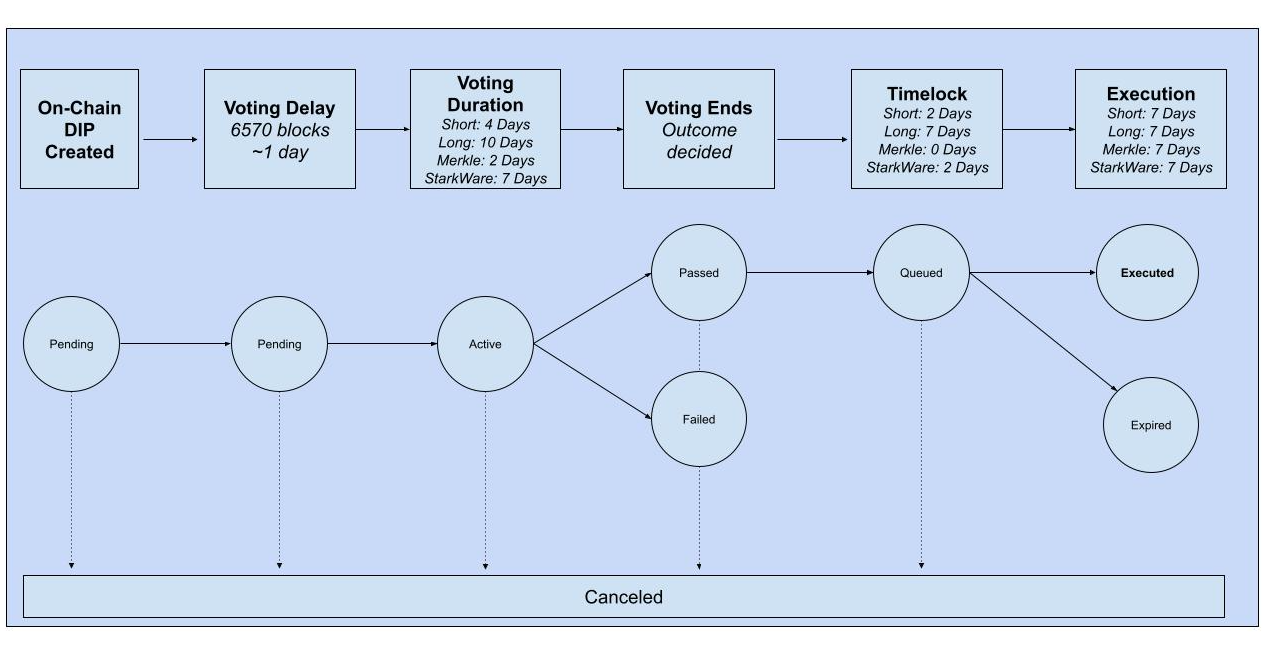 On-Chain
DIP
Created
Voting Delay
6570 blocks
~1 day
Voting
Duration
Short: 4 Days
Long: 10 Days
Merkle: 2 Days
StarkWare: 7 Days
Voting Ends
Outcome
decided
Timelock
Short: 2 Days
Long: 7 Days
Merkle: 0 Days
StarkWare: 2 Days
Execution
Short: 7 Days
Long: 7 Days
Merkle: 7 Days
StarkWare: 7 Days
Pending
Pending
Active
Passed
Failed
Queued
Executed
Expired
Canceled